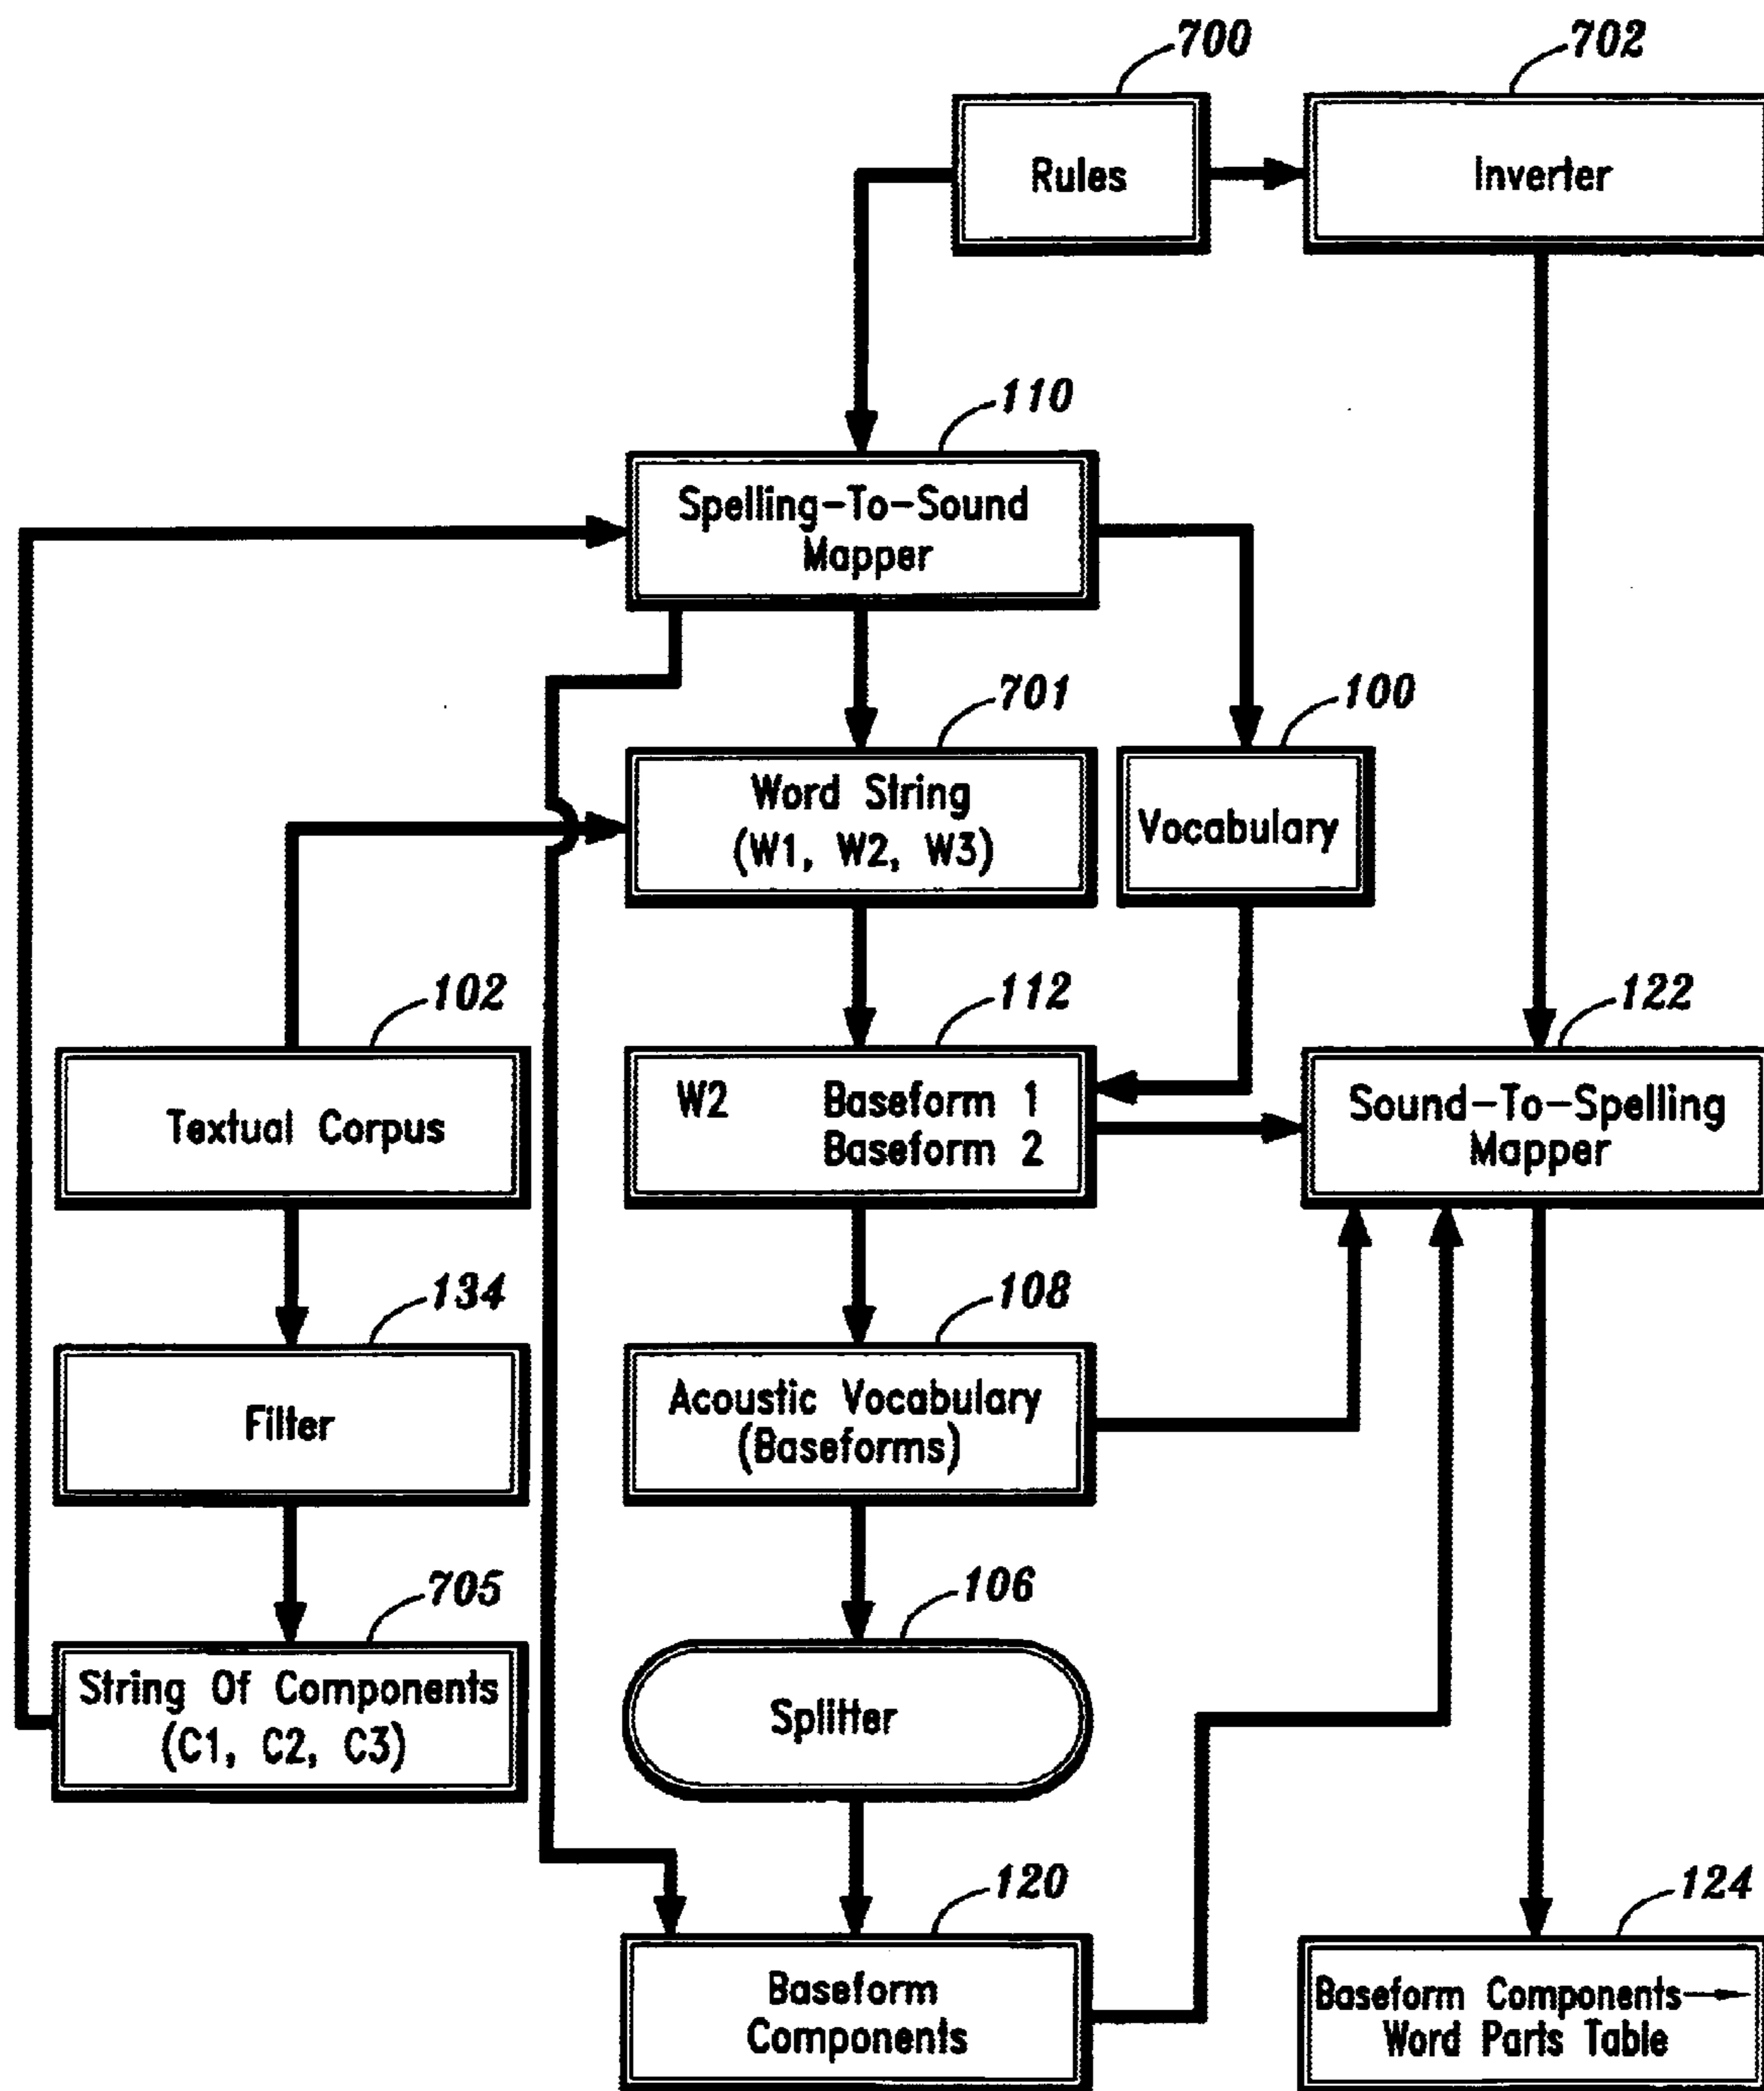 700
702
Rules
Inverter
110
Spelling-To-Sound
Mapper
701
100
Word String
(W1, W2, W3)
Vocabulary
102
112
122
Textual Corpus
W2 Baseform 1
Baseform 2
Sound-To-Spelling
Mapper
134
108
Filter
Acoustic Vocabulary
(Baseforms)
705
106
String Of Components
(C1, C2, C3)
Splitter
120
124
Baseform
Components
Baseform Components→
Word Parts Table